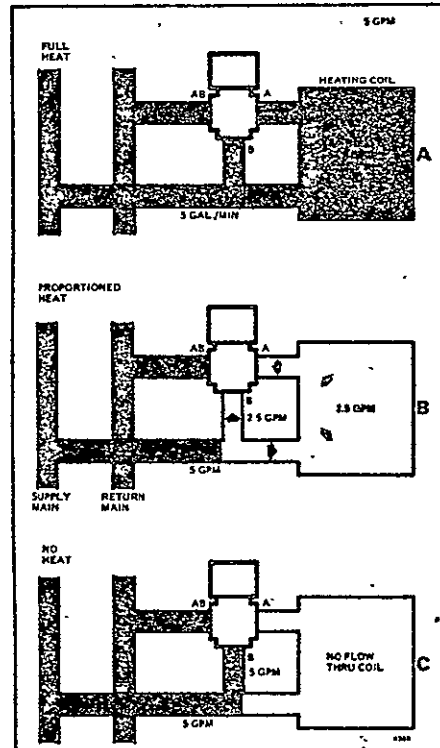 5 GPM
FULL HEAT
AB A
HEATING COIL
B
A
5 GAL./MIN
PROPORTIONED HEAT
AB A
B
2.5 GPM
2.5 GPM
B
5 GPM
SUPPLY MAIN
RETURN MAIN
NO HEAT
AB A
B
5 GPM
NO FLOW THRU COIL
C
5 GPM